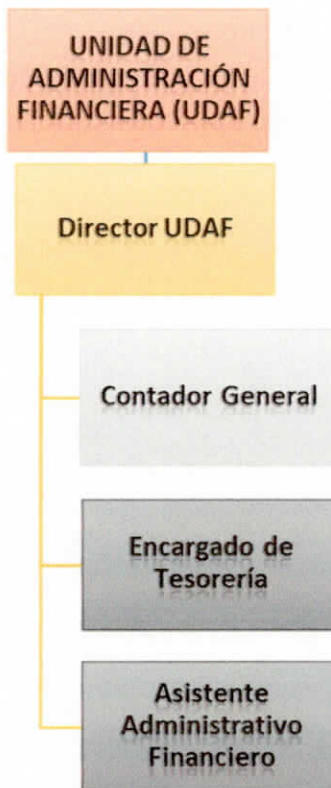 UNIDAD DE
ADMINISTRACIÓN
FINANCIERA (UDAF)
Director UDAF
Contador General
Encargado de
Tesorería
Asistente
Administrativo
Financiero